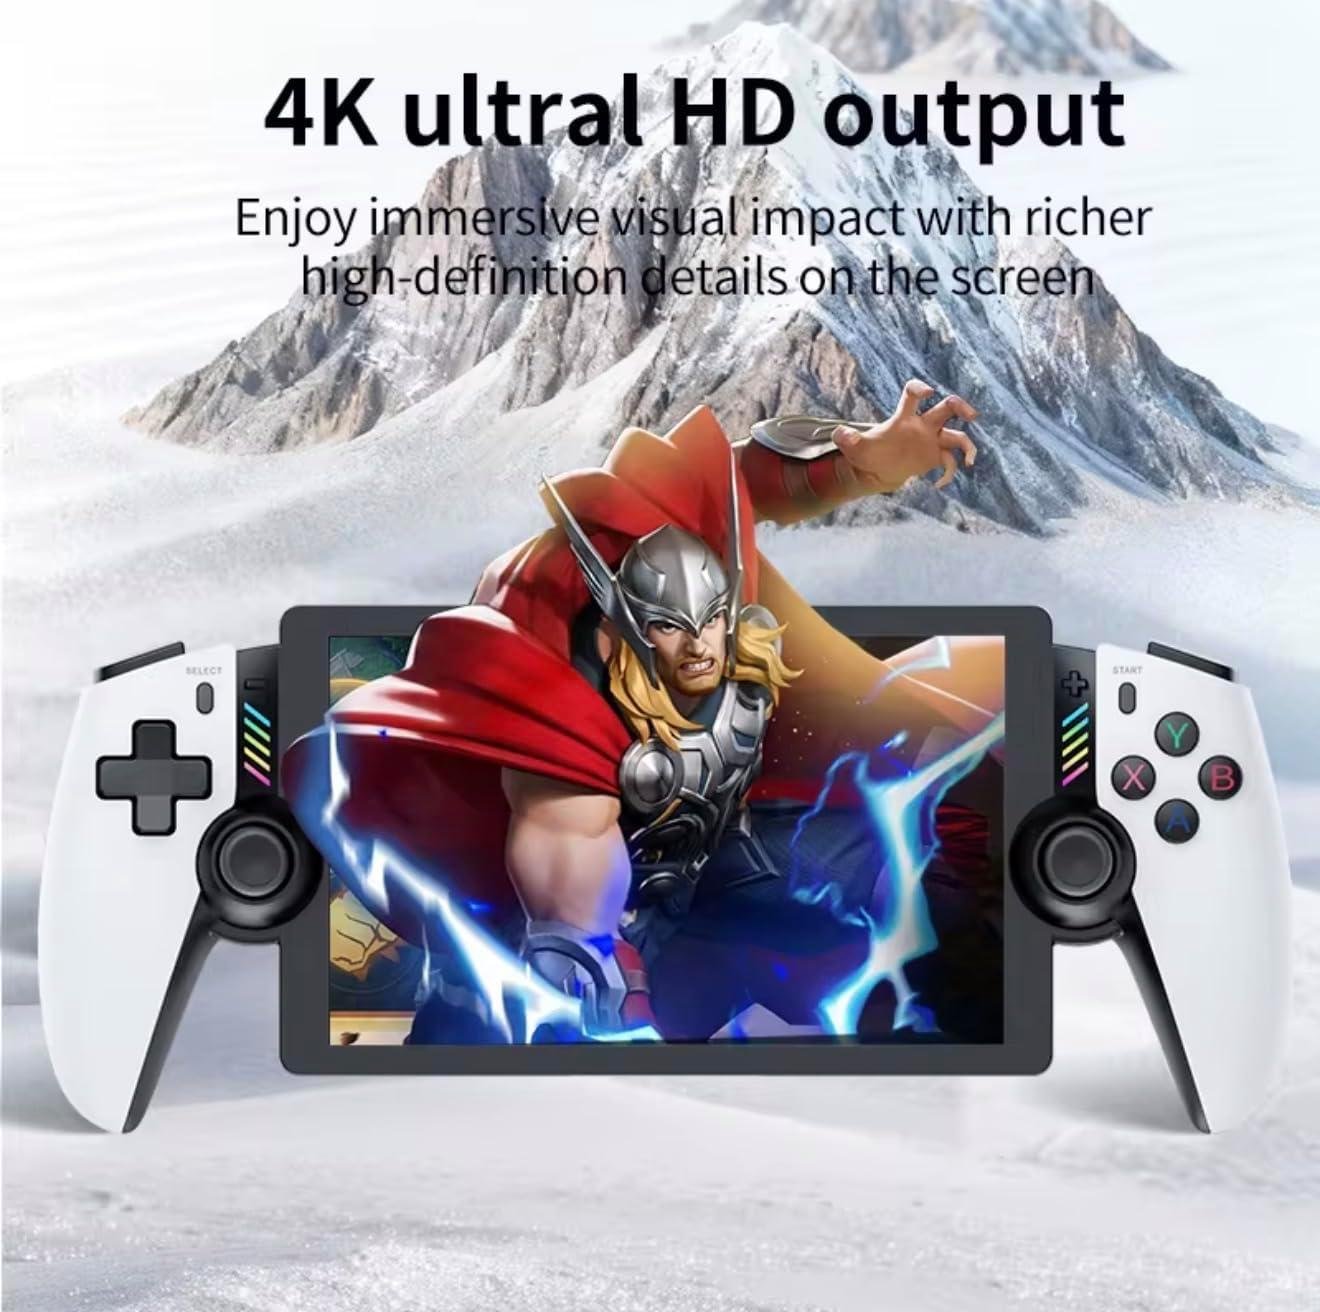 4K ultral HD output
Enjoy immersive visual impact with richer
high-definition details on the screen
SELECT
START
Y
X B
A